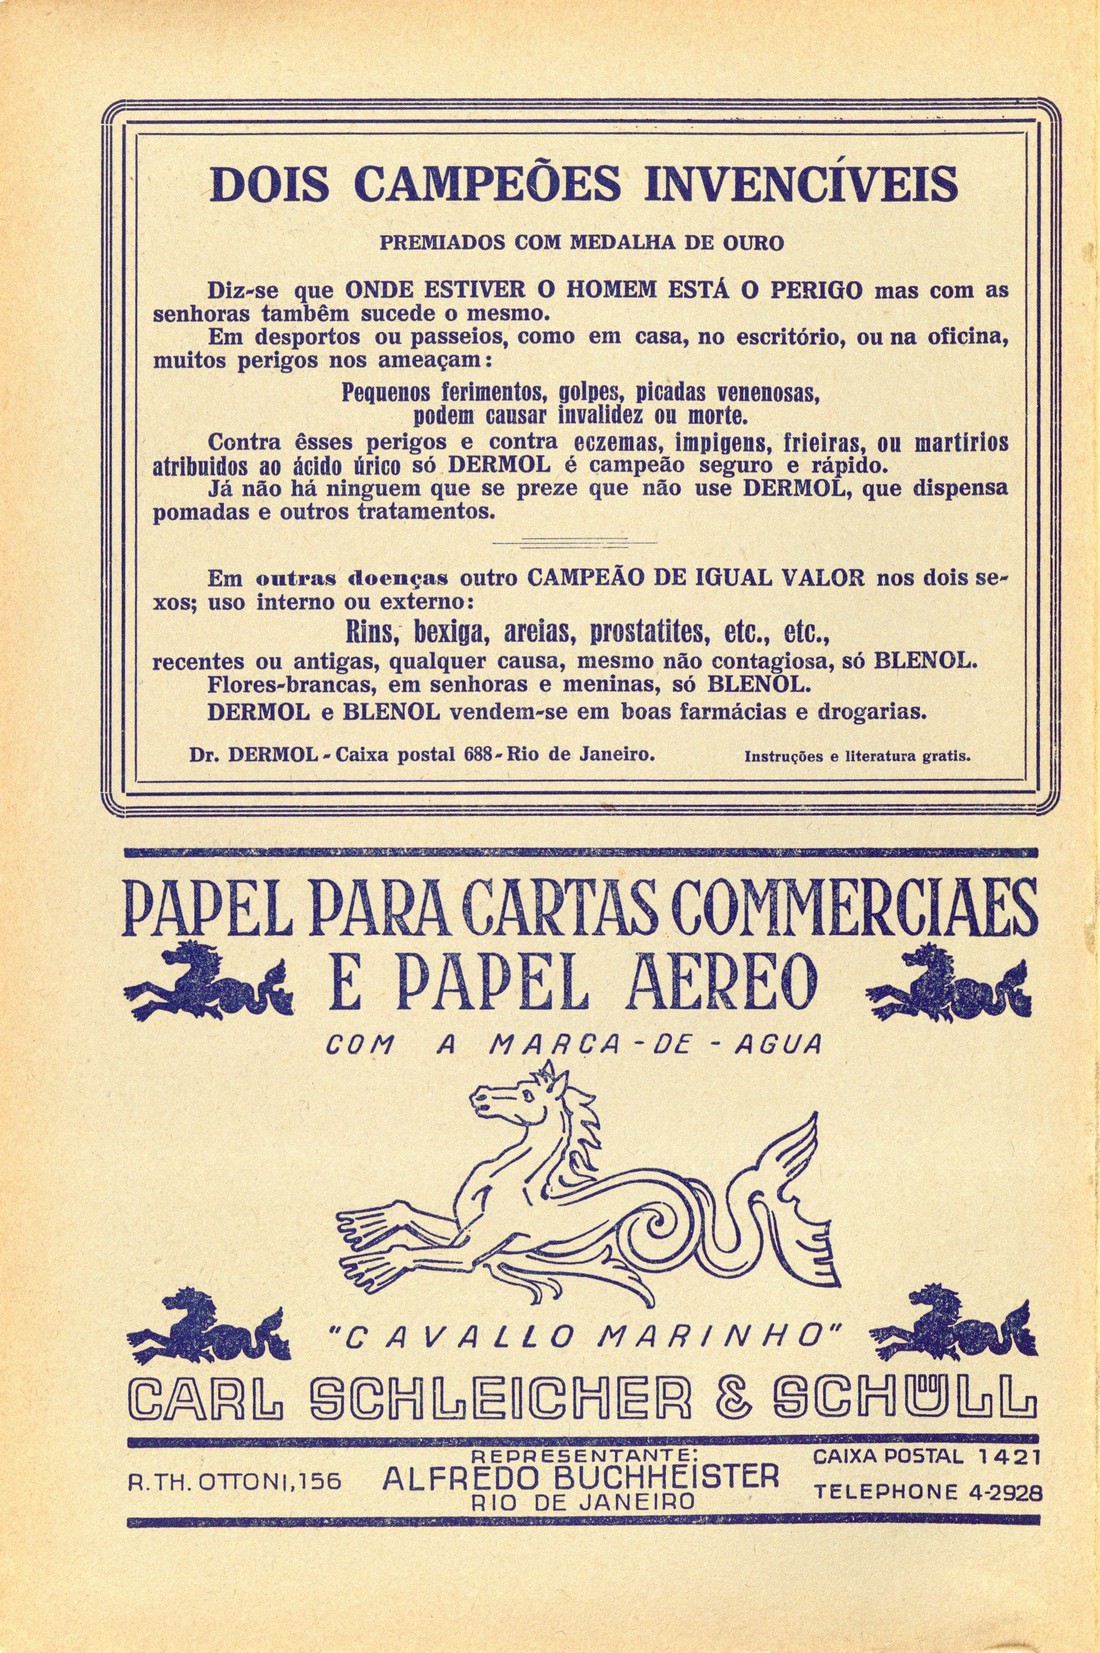 DOIS CAMPEÕES INVENCÍVEIS
PREMIADOS COM MEDALHA DE OURO
Diz-se que ONDE ESTIVER O HOMEM ESTÁ O PERIGO mas com as
senhoras tambêm sucede o mesmo.
Em desportos ou passeios, como em casa, no escritório, ou na oficina,
muitos perigos nos ameaçam:
Pequenos ferimentos, golpes, picadas venenosas,
podem causar invalidez ou morte.
Contra êsses perigos e contra eczemas, impigens, frieiras, ou martírios
atribuidos ao ácido úrico só DERMOL é campeão seguro e rápido.
Já não há ninguem que se preze que não use DERMOL, que dispensa
pomadas e outros tratamentos.
Em outras doenças outro CAMPEÃO DE IGUAL VALOR nos dois se-
xos; uso interno ou externo:
Rins, bexiga, areias, prostatites, etc., etc.,
recentes ou antigas, qualquer causa, mesmo não contagiosa, só BLENOL.
Flores-brancas, em senhoras e meninas, só BLENOL.
DERMOL e BLENOL vendem-se em boas farmácias e drogarias.
Dr. DERMOL - Caixa postal 688 - Rio de Janeiro. Instruções e literatura gratis.
PAPEL PARA CARTAS COMMERCIAES
E PAPEL AEREO
COM A MARCA-DE-AGUA
"CAVALLO MARINHO"
CARL SCHLEICHER & SCHÜLL
REPRESENTANTE:
R. TH. OTTONI, 156 ALFREDO BUCHHEISTER
RIO DE JANEIRO
CAIXA POSTAL 1421
TELEPHONE 4-2928